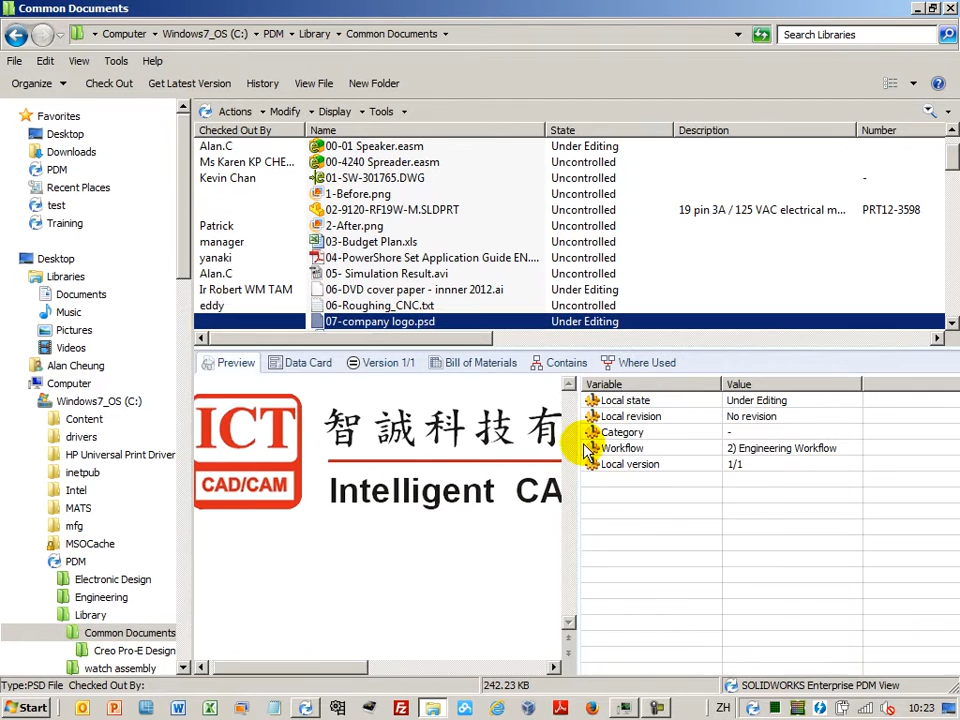 Common Documents
Computer Windows7_OS (C:) PDM Library Common Documents Search Libraries
File Edit View Tools Help
Organize Check Out Get Latest Version History View File New Folder
Favorites
Desktop
Downloads
PDM
Recent Places
test
Training
Desktop
Libraries
Documents
Music
Pictures
Videos
Alan Cheung
Computer
Windows7_OS (C:)
Content
drivers
HP Universal Print Driver
inetpub
Intel
MATS
mfg
MSOCache
PDM
Electronic Design
Engineering
Library
Common Documents
Creo Pro-E Design
watch assembly
Actions Modify Display Tools
Checked Out By Name State Description Number
Alan.C 00-01 Speaker.easm Under Editing
Ms Karen KP CHE... 00-4240 Spreader.easm Uncontrolled
Kevin Chan 01-SW-301765.DWG Uncontrolled -
1-Before.png Uncontrolled
02-9120-RF19W-M.SLDPRT Uncontrolled 19 pin 3A / 125 VAC electrical m... PRT12-3598
Patrick 2-After.png Uncontrolled
manager 03-Budget Plan.xls Uncontrolled
yanaki 04-PowerShore Set Application Guide EN.... Uncontrolled
Alan.C 05- Simulation Result.avi Uncontrolled
Ir Robert WM TAM 06-DVD cover paper - innner 2012.ai Uncontrolled
eddy 06-Roughing_CNC.txt Uncontrolled
07-company logo.psd Under Editing
Preview Data Card Version 1/1 Bill of Materials Contains Where Used
ICT
CAD/CAM
智誠科技有
Intelligent CA
Variable Value
Local state Under Editing
Local revision No revision
Category -
Workflow 2) Engineering Workflow
Local version 1/1
Type:PSD File Checked Out By: 242.23 KB SOLIDWORKS Enterprise PDM View
Start ZH 10:23